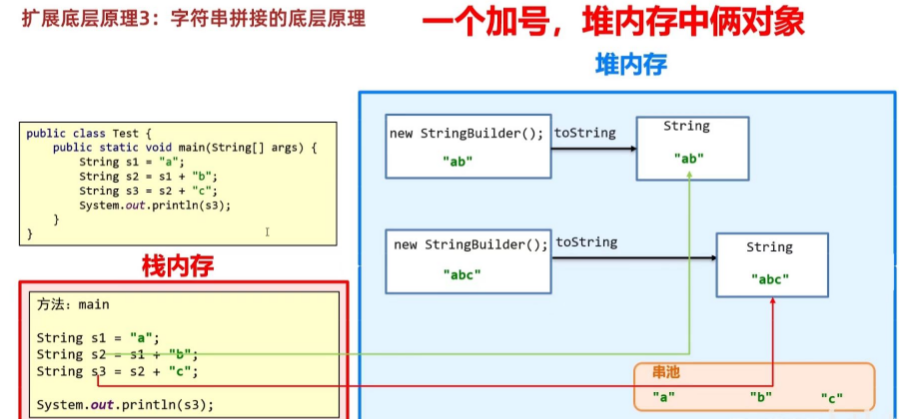 扩展底层原理3：字符串拼接的底层原理
一个加号，堆内存中俩对象
堆内存
public class Test {
public static void main(String[] args) {
String s1 = "a";
String s2 = s1 + "b";
String s3 = s2 + "c";
System.out.println(s3);
}
}
new StringBuilder();
"ab"
toString
String
"ab"
new StringBuilder();
"abc"
toString
String
"abc"
栈内存
方法：main
String s1 = "a";
String s2 = s1 + "b";
String s3 = s2 + "c";
System.out.println(s3);
串池
"a" "b" "c"